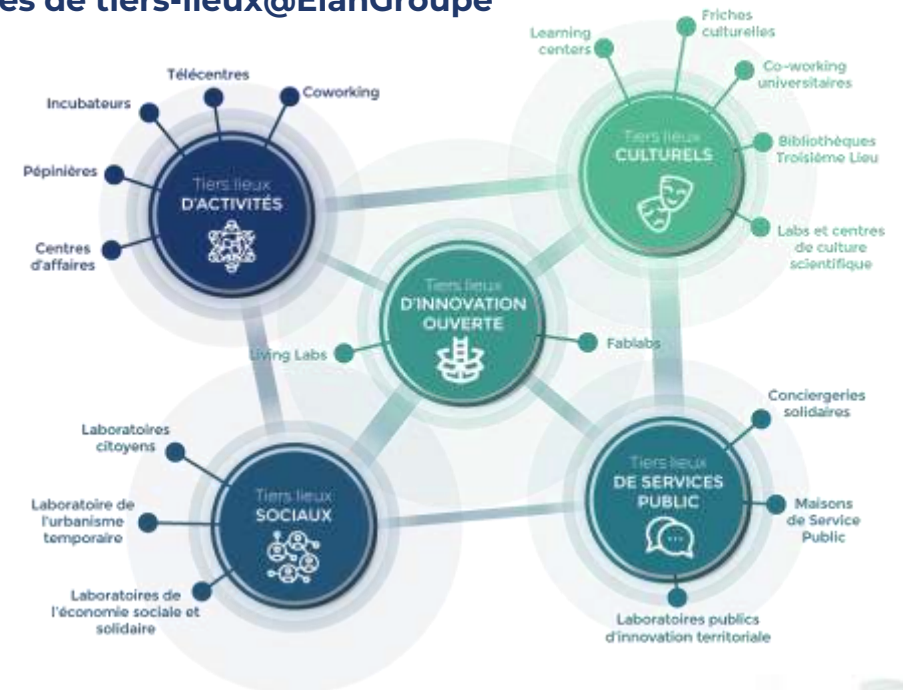 es de tiers-lieux@ElanGroupe
Télécentres
Incubateurs
Coworking
Pépinières
Centres
d'affaires
Tiers lieux
D'ACTIVITÉS
Learning
centers
Friches
culturelles
Co-working
universitaires
Bibliothèques
Troisième Lieu
Labs et centres
de culture
scientifique
Tiers lieux
CULTURELS
Tiers lieux
D'INNOVATION
OUVERTE
Living Labs
Fablabs
Laboratoires
citoyens
Laboratoire de
l'urbanisme
temporaire
Laboratoires de
l'économie sociale et
solidaire
Tiers lieux
SOCIAUX
Conciergeries
solidaires
Maisons
de Service
Public
Laboratoires publics
d'innovation territoriale
Tiers lieux
DE SERVICES
PUBLIC